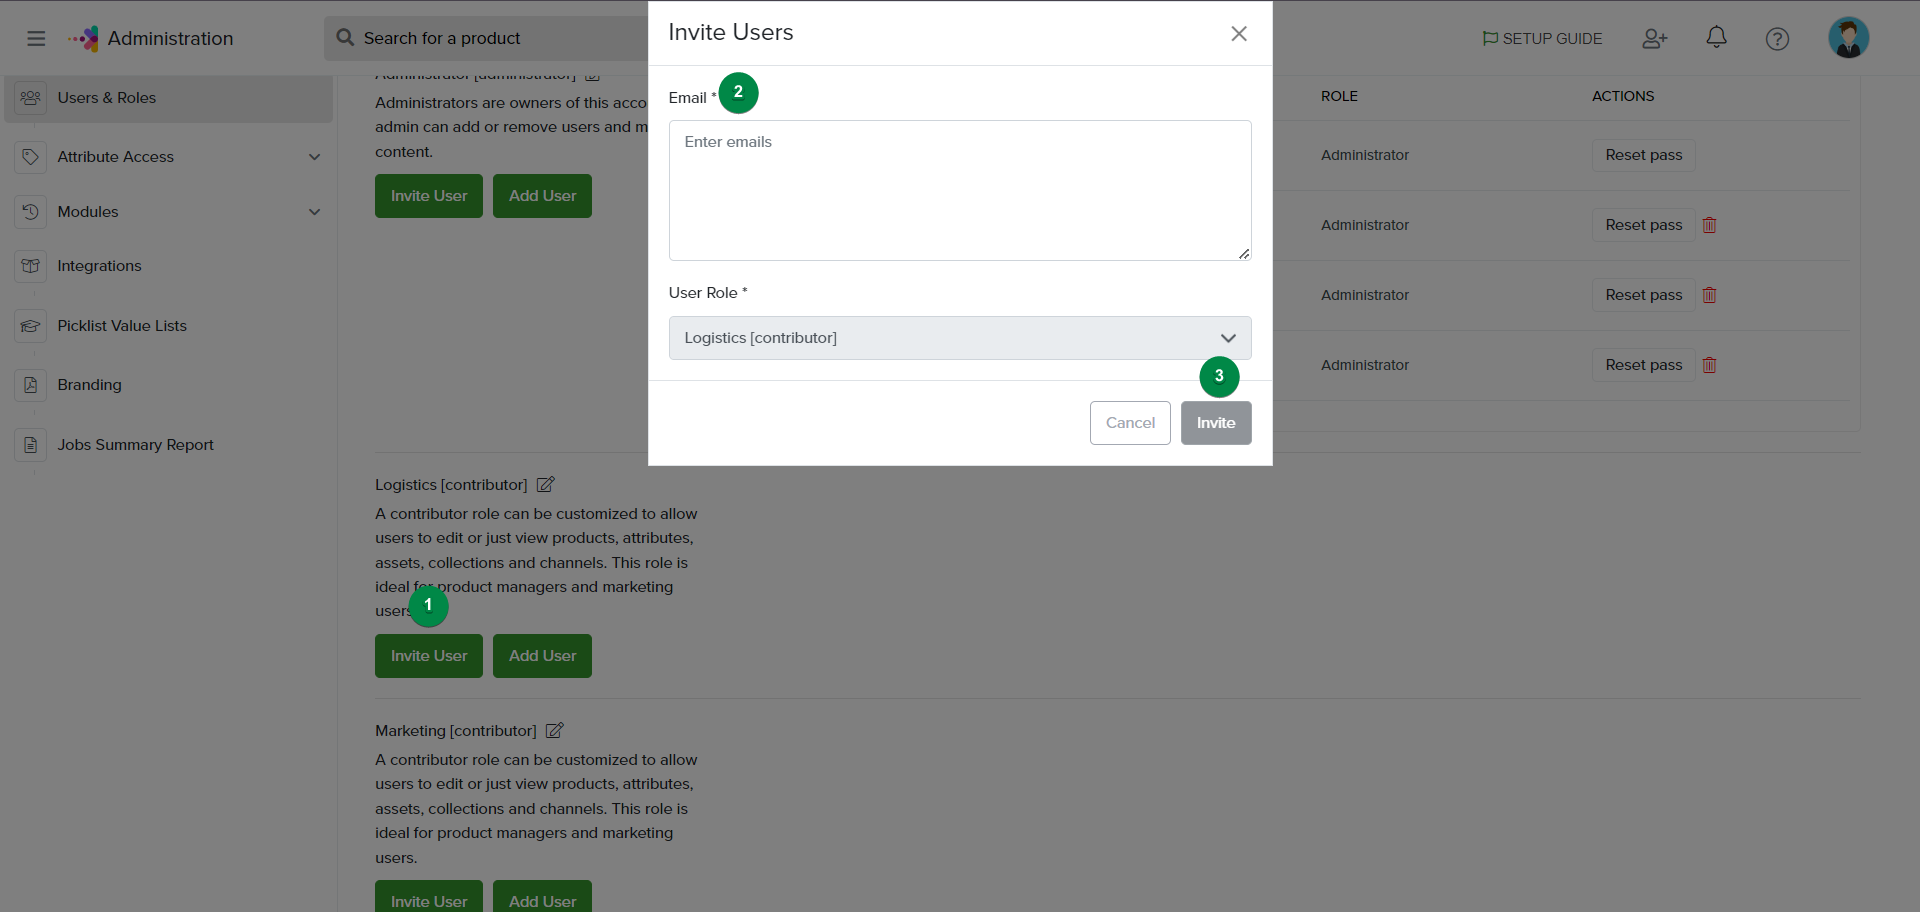 Administration
Search for a product
SETUP GUIDE
Users & Roles
Attribute Access
Modules
Integrations
Picklist Value Lists
Branding
Jobs Summary Report
Administrator [administrator]
Administrators are owners of this acco
admin can add or remove users and m
content.
Invite User
Add User
Invite Users
Email *
2
Enter emails
User Role *
Logistics [contributor]
3
Cancel
Invite
ROLE
ACTIONS
Administrator
Reset pass
Administrator
Reset pass
Administrator
Reset pass
Administrator
Reset pass
Logistics [contributor]
A contributor role can be customized to allow
users to edit or just view products, attributes,
assets, collections and channels. This role is
ideal for product managers and marketing
users
1
Invite User
Add User
Marketing [contributor]
A contributor role can be customized to allow
users to edit or just view products, attributes,
assets, collections and channels. This role is
ideal for product managers and marketing
users.
Invite User
Add User